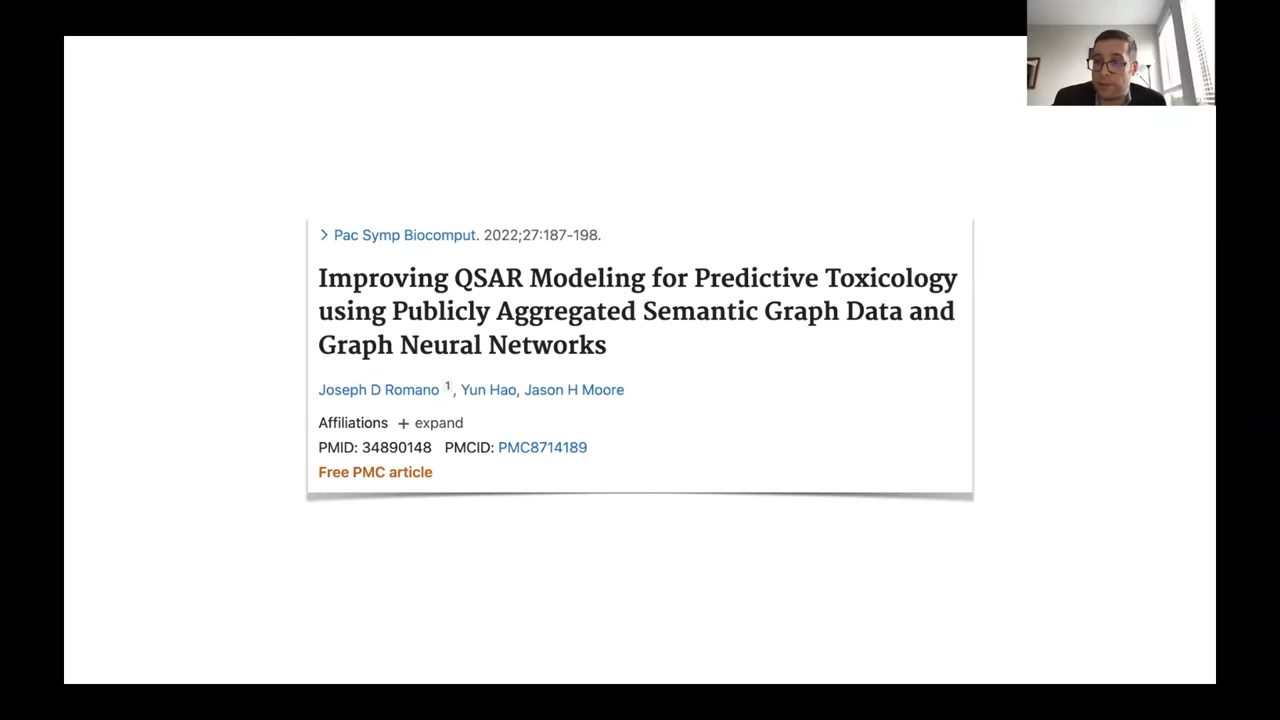 > Pac Symp Biocomput. 2022;27:187-198.
Improving QSAR Modeling for Predictive Toxicology
using Publicly Aggregated Semantic Graph Data and
Graph Neural Networks
Joseph D Romano 1, Yun Hao, Jason H Moore
Affiliations + expand
PMID: 34890148 PMCID: PMC8714189
Free PMC article